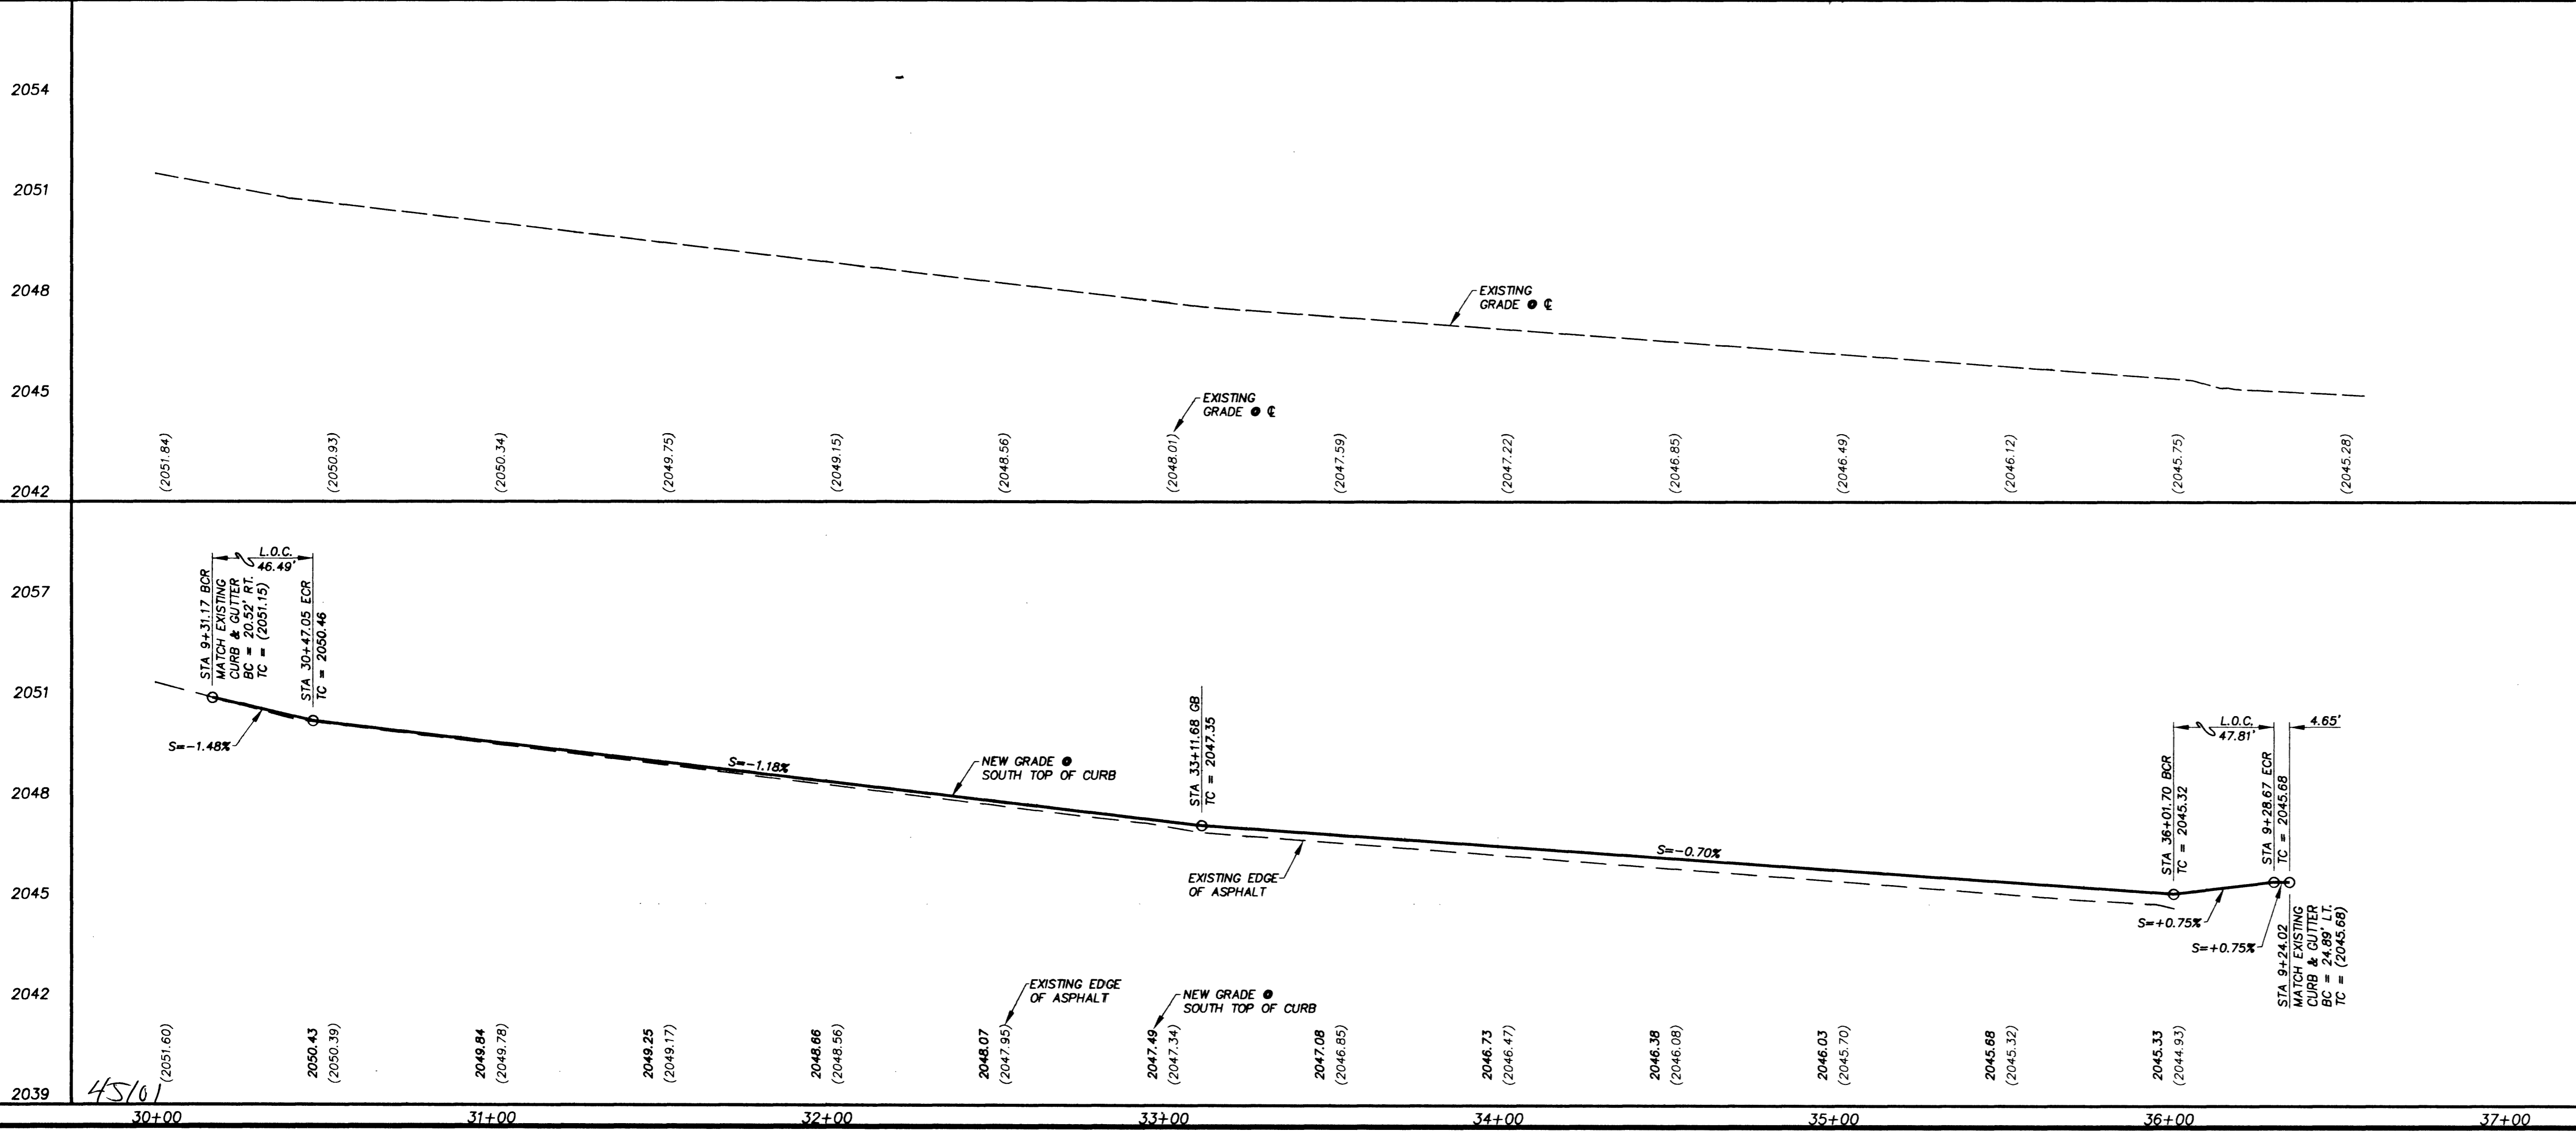 2054
2051
2048
2045
2042
EXISTING
GRADE @ ℄
EXISTING
GRADE @ ℄
(2051.84)
(2050.93)
(2050.34)
(2049.75)
(2049.15)
(2048.56)
(2048.01)
(2047.59)
(2047.22)
(2046.85)
(2046.49)
(2046.12)
(2045.75)
(2045.28)
2057
2051
2048
2045
2042
2039
L.O.C.
46.49'
STA 9+31.17 BCR
MATCH EXISTING
CURB & GUTTER
BC = 20.52' RT.
TC = (2051.15)
STA 30+47.05 ECR
TC = 2050.46
S=-1.48%
S=-1.18%
NEW GRADE @
SOUTH TOP OF CURB
STA 33+11.68 GB
TC = 2047.35
EXISTING EDGE
OF ASPHALT
S=-0.70%
L.O.C.
47.81'
4.65'
STA 36+01.70 BCR
TC = 2045.32
STA 9+28.67 ECR
TC = 2045.68
S=+0.75%
S=+0.75%
STA 9+24.02
MATCH EXISTING
CURB & GUTTER
BC = 24.89' LT.
TC = (2045.68)
EXISTING EDGE
OF ASPHALT
NEW GRADE @
SOUTH TOP OF CURB
(2051.60)
2050.43
(2050.39)
2049.84
(2049.78)
2049.25
(2049.17)
2048.66
(2048.56)
2048.07
(2047.95)
2047.49
(2047.34)
2047.08
(2046.85)
2046.73
(2046.47)
2046.38
(2046.08)
2046.03
(2045.70)
2045.68
(2045.32)
2045.33
(2044.93)
45101
30+00
31+00
32+00
33+00
34+00
35+00
36+00
37+00